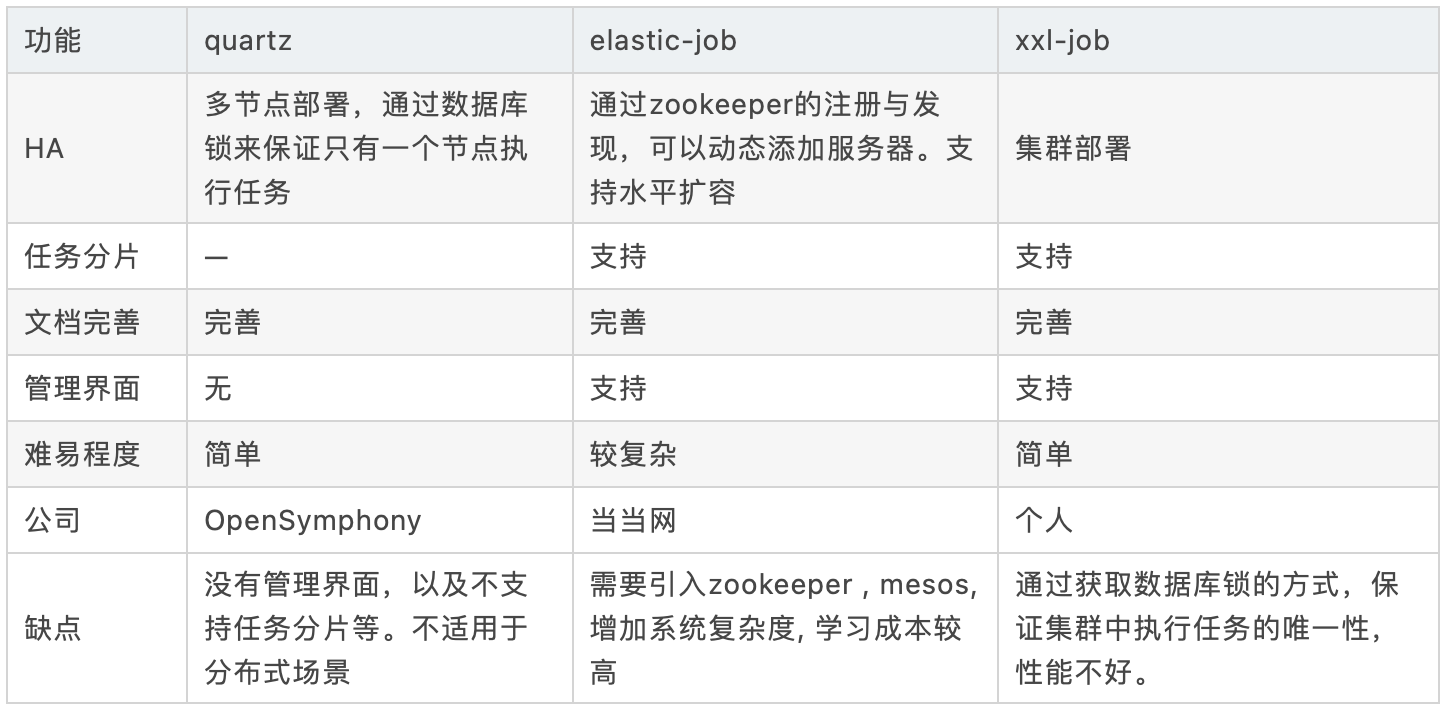 功能
quartz
elastic-job
xxl-job
HA
多节点部署，通过数据库
锁来保证只有一个节点执
行任务
通过zookeeper的注册与发
现，可以动态添加服务器。支
持水平扩容
集群部署
任务分片
—
支持
支持
文档完善
完善
完善
完善
管理界面
无
支持
支持
难易程度
简单
较复杂
简单
公司
OpenSymphony
当当网
个人
缺点
没有管理界面，以及不支
持任务分片等。不适用于
分布式场景
需要引入zookeeper , mesos,
增加系统复杂度, 学习成本较
高
通过获取数据库锁的方式，保
证集群中执行任务的唯一性，
性能不好。